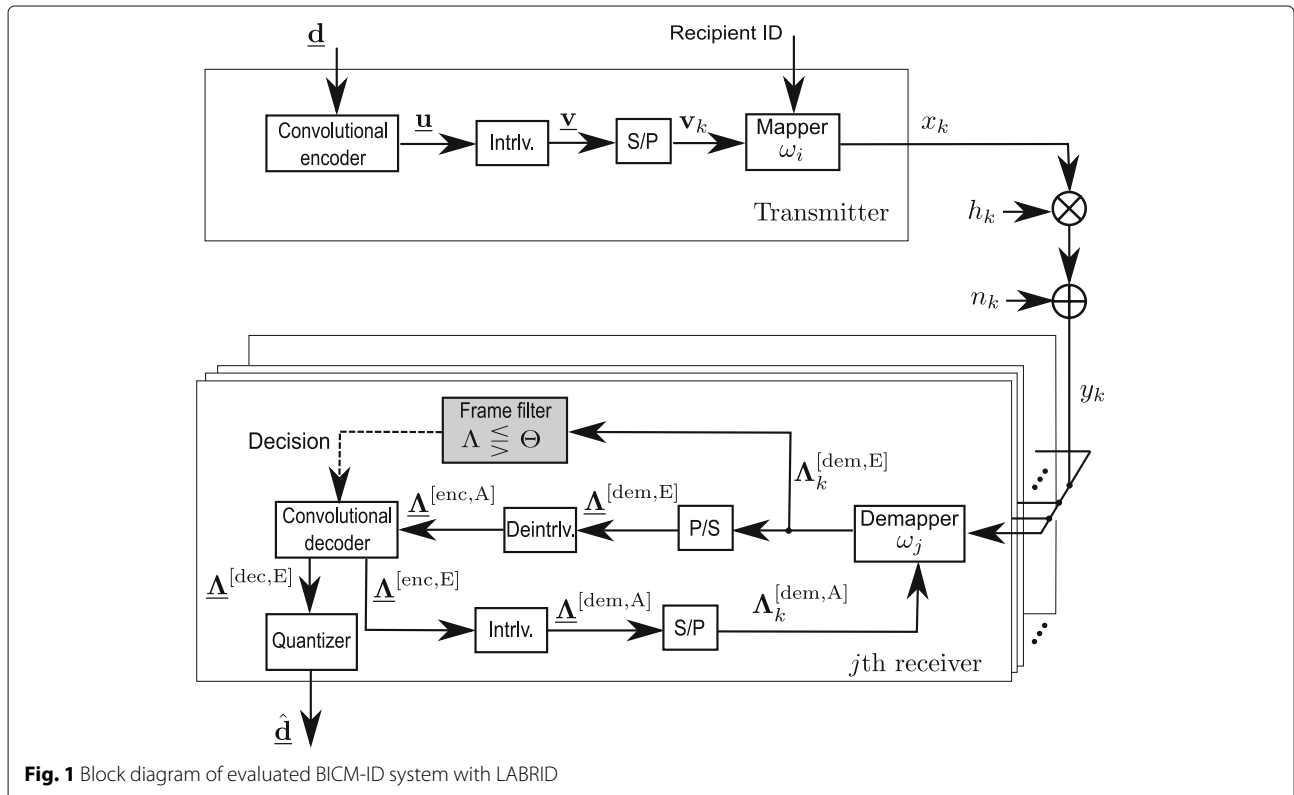 d
Recipient ID
Convolutional
encoder
u
Intrlv.
v
S/P
v_k
Mapper
ω_i
x_k
Transmitter
h_k
n_k
y_k
Frame filter
Λ ⋚ Θ
Decision
Λ_k^[dem,E]
Convolutional
decoder
Λ^[enc,A]
Deintrlv.
Λ^[dem,E]
P/S
Demapper
ω_j
Λ^[dec,E]
Λ^[enc,E]
Quantizer
Intrlv.
Λ^[dem,A]
S/P
Λ_k^[dem,A]
jth receiver
d̂
Fig. 1 Block diagram of evaluated BICM-ID system with LABRID